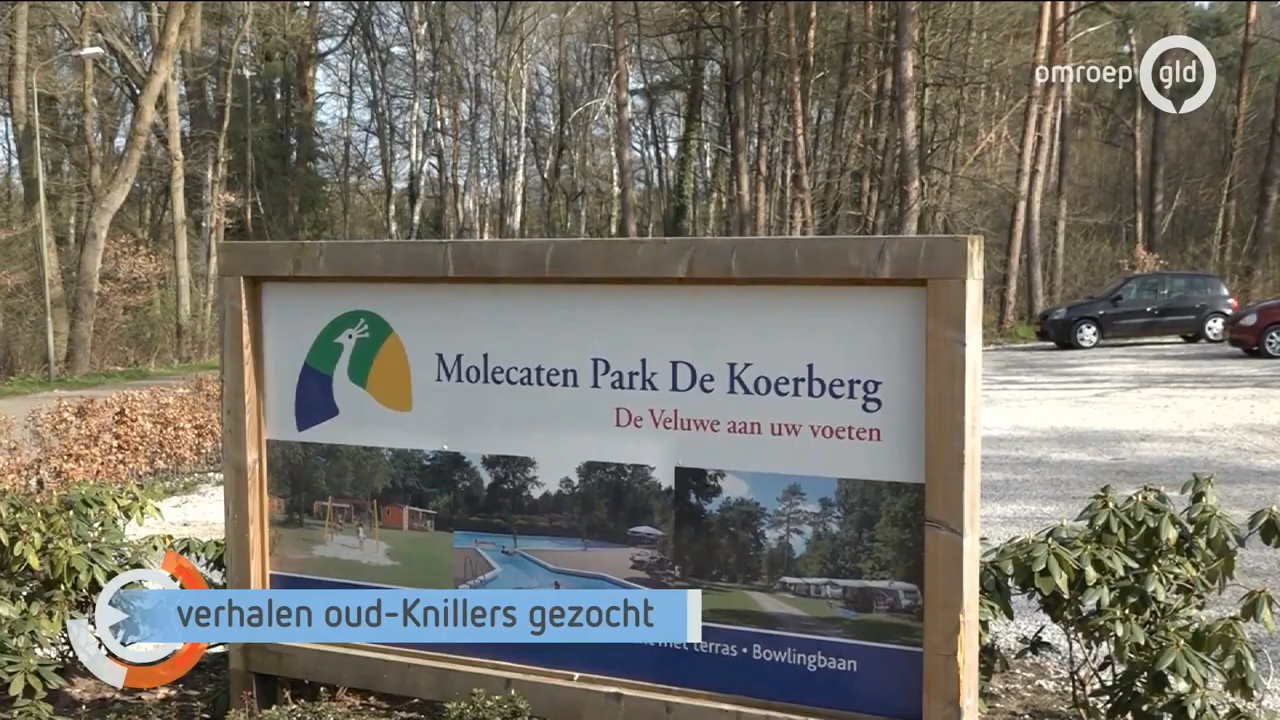 omroep gld
Molecaten Park De Koerberg
De Veluwe aan uw voeten
verhalen oud-Knillers gezocht
met terras • Bowlingbaan